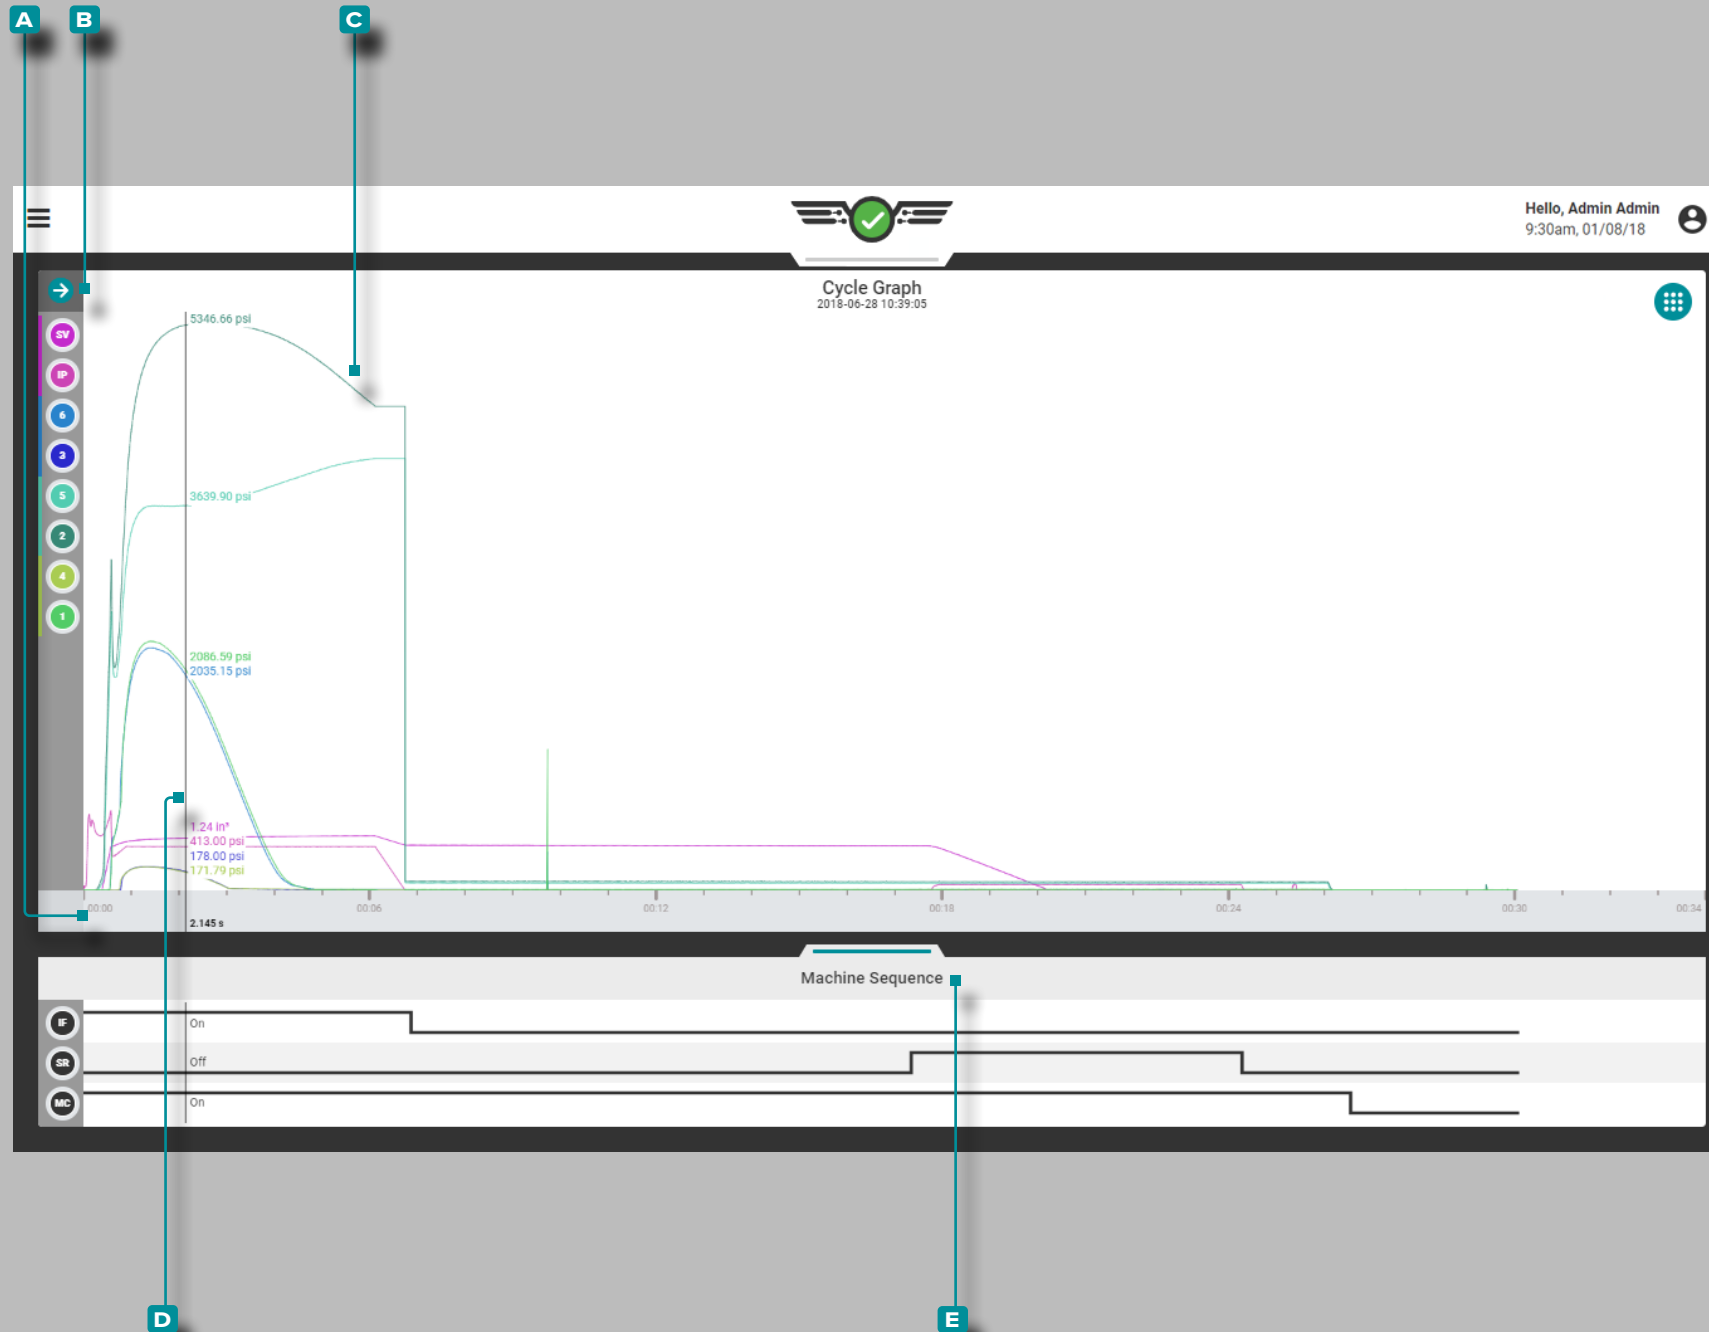 A B C
Hello, Admin Admin
9:30am, 01/08/18
Cycle Graph
2018-06-28 10:39:05
SV
IP
6
3
5
2
4
1
5346.66 psi
3639.90 psi
2086.59 psi
2035.15 psi
1.24 in³
413.00 psi
178.00 psi
171.79 psi
00:00 00:06 00:12 00:18 00:24 00:30 00:34
2.145 s
Machine Sequence
IF On
SR Off
MC On
D E